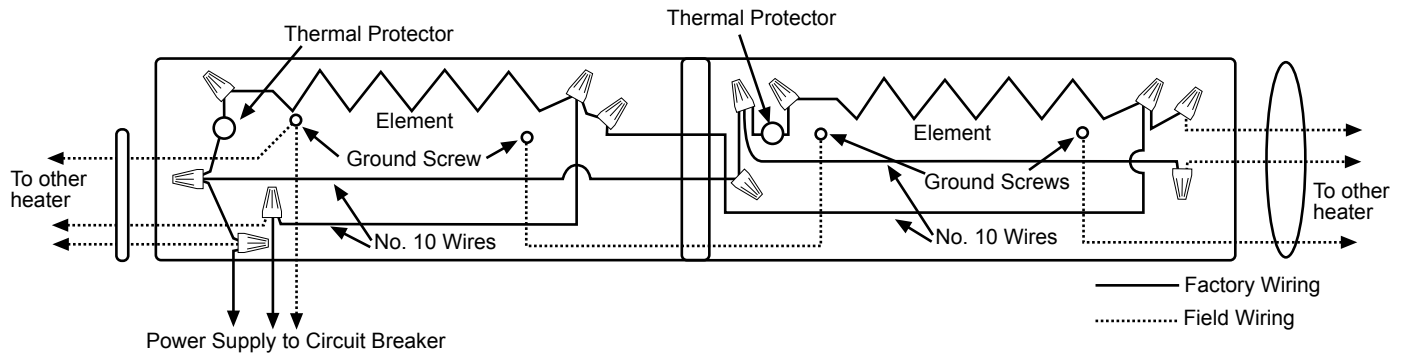 Thermal Protector
Thermal Protector
Element
Element
Ground Screw
Ground Screws
To other
heater
To other
heater
No. 10 Wires
No. 10 Wires
Factory Wiring
Field Wiring
Power Supply to Circuit Breaker